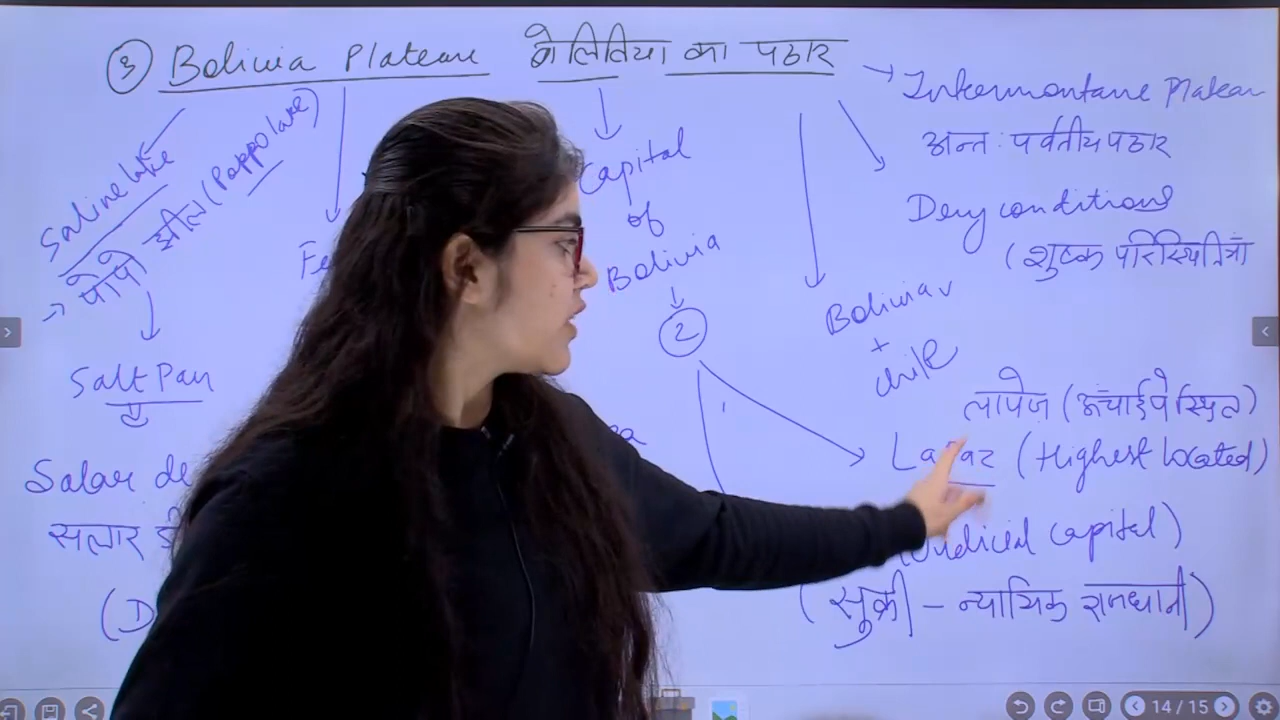 ③ Bolivia Plateau बोलिविया का पठार
→ Intermontane Plateau
अन्तः पर्वतीय पठार
Dry conditions
(शुष्क परिस्थितियाँ
Saline lake
→ पोपो झील (Poppo lake)
Salt Pan
Salar de
सलार
(D
Fe
Capital
of
Bolivia
2
Bolivia
+
Chile
लापेज (ऊँचाई पे स्थित)
Lapaz (Highest located)
Judicial capital)
(सुक्री - न्यायिक राजधानी)
14 / 15